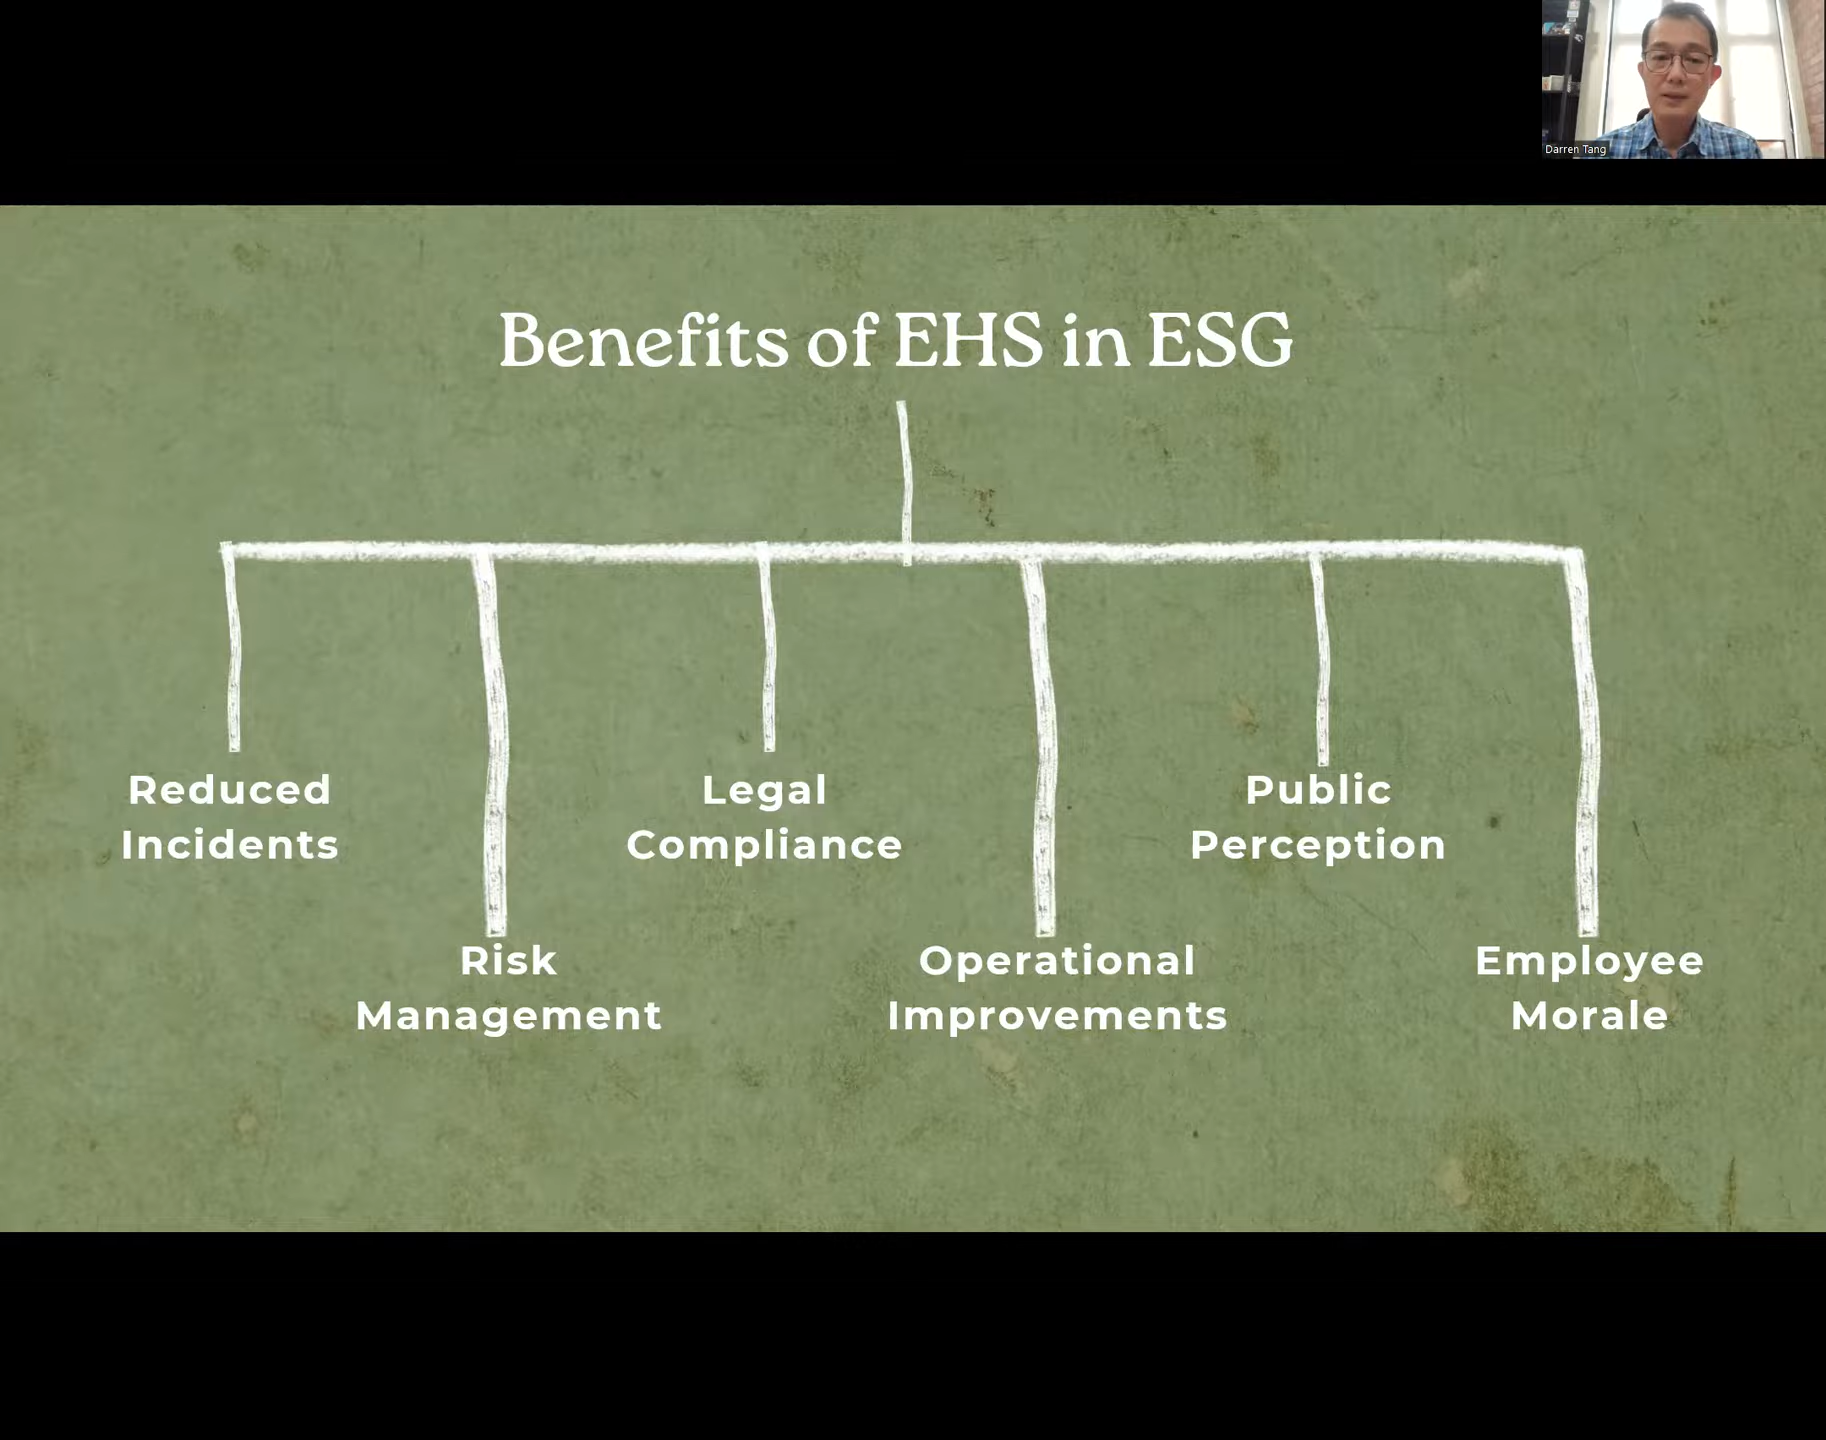 Darren Tang
Benefits of EHS in ESG
Reduced
Incidents
Risk
Management
Legal
Compliance
Operational
Improvements
Public
Perception
Employee
Morale